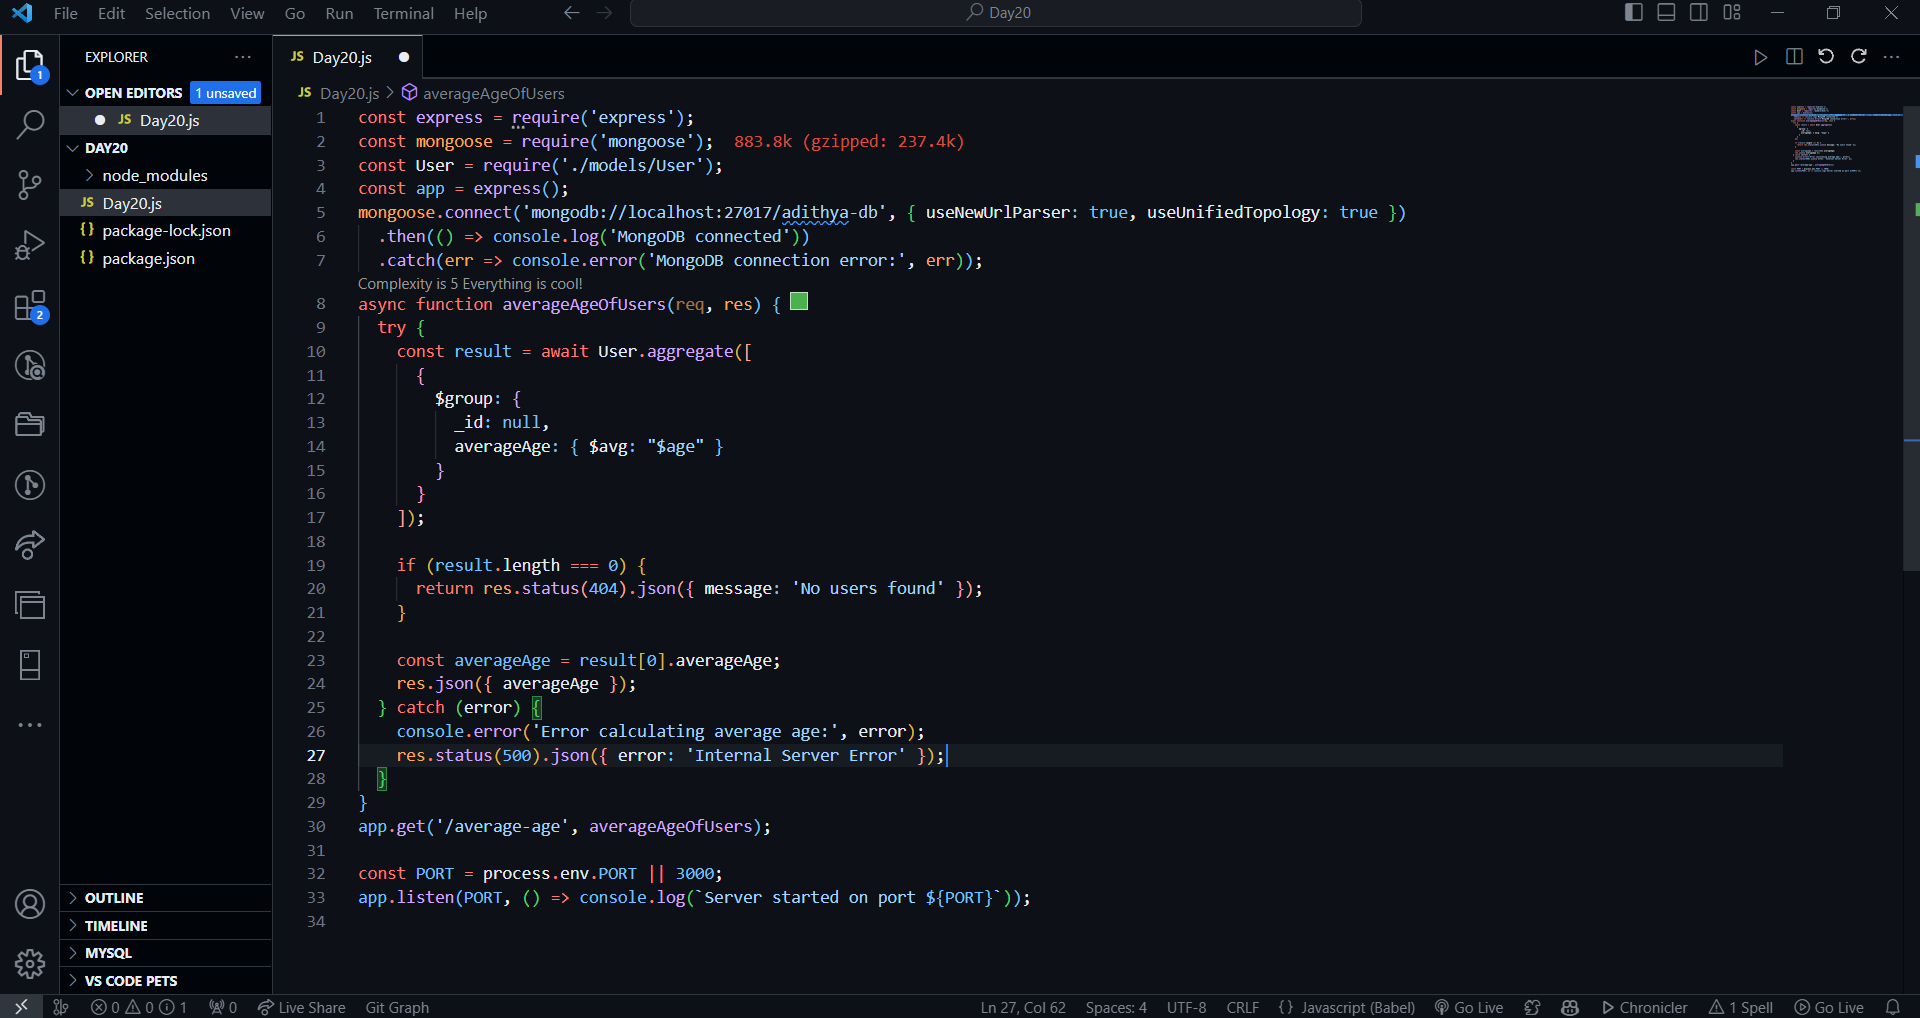 File Edit Selection View Go Run Terminal Help
Day20
EXPLORER
OPEN EDITORS 1 unsaved
JS Day20.js
DAY20
node_modules
JS Day20.js
{} package-lock.json
{} package.json
OUTLINE
TIMELINE
MYSQL
VS CODE PETS
1
2
JS Day20.js
JS Day20.js > averageAgeOfUsers
1 const express = require('express');
2 const mongoose = require('mongoose'); 883.8k (gzipped: 237.4k)
3 const User = require('./models/User');
4 const app = express();
5 mongoose.connect('mongodb://localhost:27017/adithya-db', { useNewUrlParser: true, useUnifiedTopology: true })
6 .then(() => console.log('MongoDB connected'))
7 .catch(err => console.error('MongoDB connection error:', err));
Complexity is 5 Everything is cool!
8 async function averageAgeOfUsers(req, res) {
9 try {
10 const result = await User.aggregate([
11 {
12 $group: {
13 _id: null,
14 averageAge: { $avg: "$age" }
15 }
16 }
17 ]);
18
19 if (result.length === 0) {
20 return res.status(404).json({ message: 'No users found' });
21 }
22
23 const averageAge = result[0].averageAge;
24 res.json({ averageAge });
25 } catch (error) {
26 console.error('Error calculating average age:', error);
27 res.status(500).json({ error: 'Internal Server Error' });
28 }
29 }
30 app.get('/average-age', averageAgeOfUsers);
31
32 const PORT = process.env.PORT || 3000;
33 app.listen(PORT, () => console.log(`Server started on port ${PORT}`));
34
0 0 1 0 Live Share Git Graph Ln 27, Col 62 Spaces: 4 UTF-8 CRLF {} Javascript (Babel) Go Live Chronicler 1 Spell Go Live